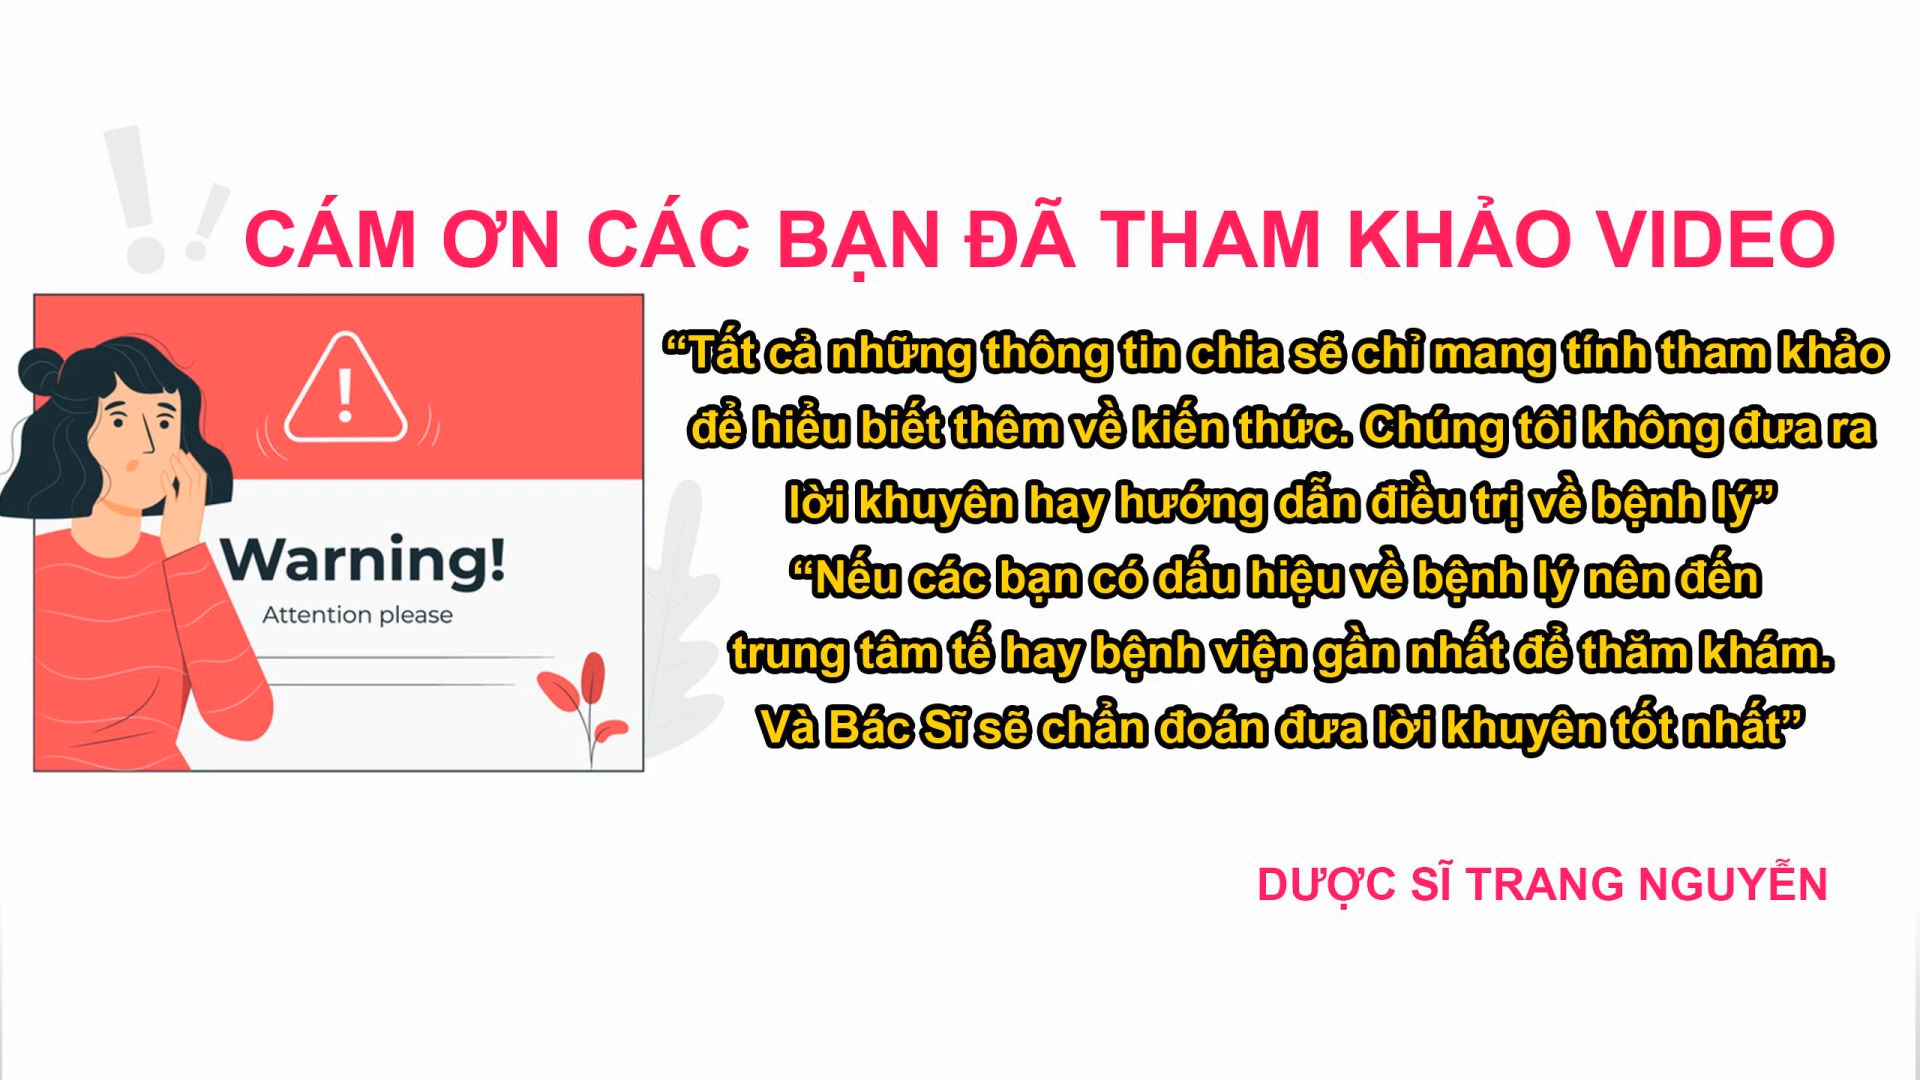 CÁM ƠN CÁC BẠN ĐÃ THAM KHẢO VIDEO
Warning!
Attention please
“Tất cả những thông tin chia sẽ chỉ mang tính tham khảo
để hiểu biết thêm về kiến thức. Chúng tôi không đưa ra
lời khuyên hay hướng dẫn điều trị về bệnh lý”
“Nếu các bạn có dấu hiệu về bệnh lý nên đến
trung tâm tế hay bệnh viện gần nhất để thăm khám.
Và Bác Sĩ sẽ chẩn đoán đưa lời khuyên tốt nhất”
DƯỢC SĨ TRANG NGUYỄN